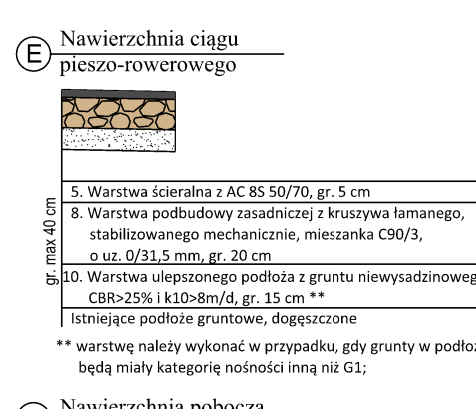 E
Nawierzchnia ciągu
pieszo-rowerowego
gr. max 40 cm
5. Warstwa ścieralna z AC 8S 50/70, gr. 5 cm
8. Warstwa podbudowy zasadniczej z kruszywa łamanego,
stabilizowanego mechanicznie, mieszanka C90/3,
o uz. 0/31,5 mm, gr. 20 cm
10. Warstwa ulepszonego podłoża z gruntu niewysadzinoweg
CBR>25% i k10>8m/d, gr. 15 cm **
Istniejące podłoże gruntowe, dogęszczone
** warstwę należy wykonać w przypadku, gdy grunty w podłoż
będą miały kategorię nośności inną niż G1;
Nawierzchnia pobocza